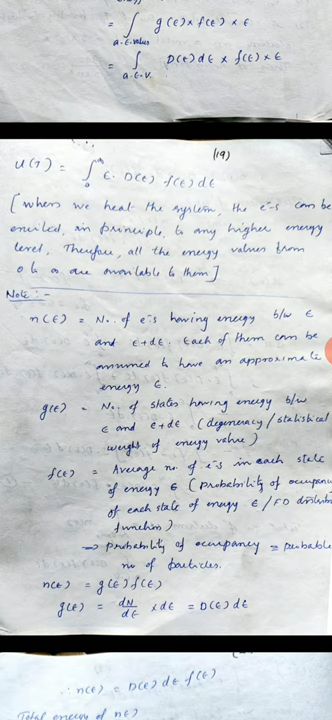 = ∫ g(ε) × f(ε) × ε
a·ε·values
= ∫ D(ε) dε × f(ε) × ε
a·ε·v.
(19)
U(T) = ∫₀^∞ ε. D(ε) f(ε) dε
[when we heat the system, the e⁻s can be
excited, in principle, to any higher energy
level, Therefore, all the energy values from
0 to ∞ are available to them]
Note :-
n(ε) = No. of e⁻s having energy b/w ε
and ε+dε. Each of them can be
assumed to have an approximate
energy ε.
g(ε) = No. of states having energy b/w
ε and ε+dε (degeneracy/statistical
weight of energy value)
f(ε) = Average no. of e⁻s in each state
of energy ε (probability of occupan
of each state of energy ε / FD distrib
function)
⇒ probability of occupancy = probable
no of particles.
n(ε) = g(ε) f(ε)
g(ε) = dN/dε × dε = D(ε) dε
∴ n(ε) = D(ε) dε f(ε)
Total energy of n(ε)